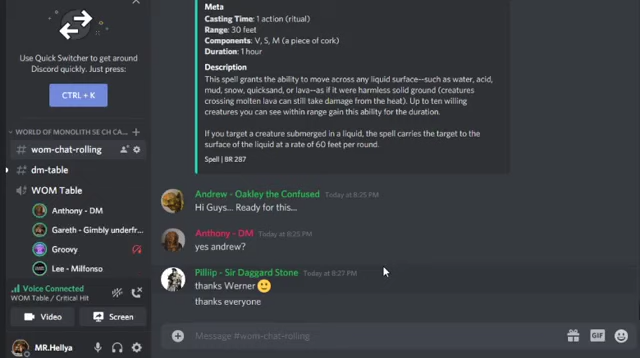 Use Quick Switcher to get around
Discord quickly. Just press:
CTRL + K
WORLD OF MONOLITH SE CH CA...
# wom-chat-rolling
# dm-table
WOM Table
Anthony - DM
Gareth - Gimbly underfr...
Groovy
Lee - Milfonso
Voice Connected
WOM Table / Critical Hit
Video
Screen
MR.Hellya
Meta
Casting Time: 1 action (ritual)
Range: 30 feet
Components: V, S, M (a piece of cork)
Duration: 1 hour
Description
This spell grants the ability to move across any liquid surface--such as water, acid,
mud, snow, quicksand, or lava--as if it were harmless solid ground (creatures
crossing molten lava can still take damage from the heat). Up to ten willing
creatures you can see within range gain this ability for the duration.
If you target a creature submerged in a liquid, the spell carries the target to the
surface of the liquid at a rate of 60 feet per round.
Spell | BR 287
Andrew - Oakley the Confused Today at 8:25 PM
Hi Guys... Ready for this...
Anthony - DM Today at 8:25 PM
yes andrew?
Pilliip - Sir Daggard Stone Today at 8:27 PM
thanks Werner 🙂
thanks everyone
Message #wom-chat-rolling
GIF